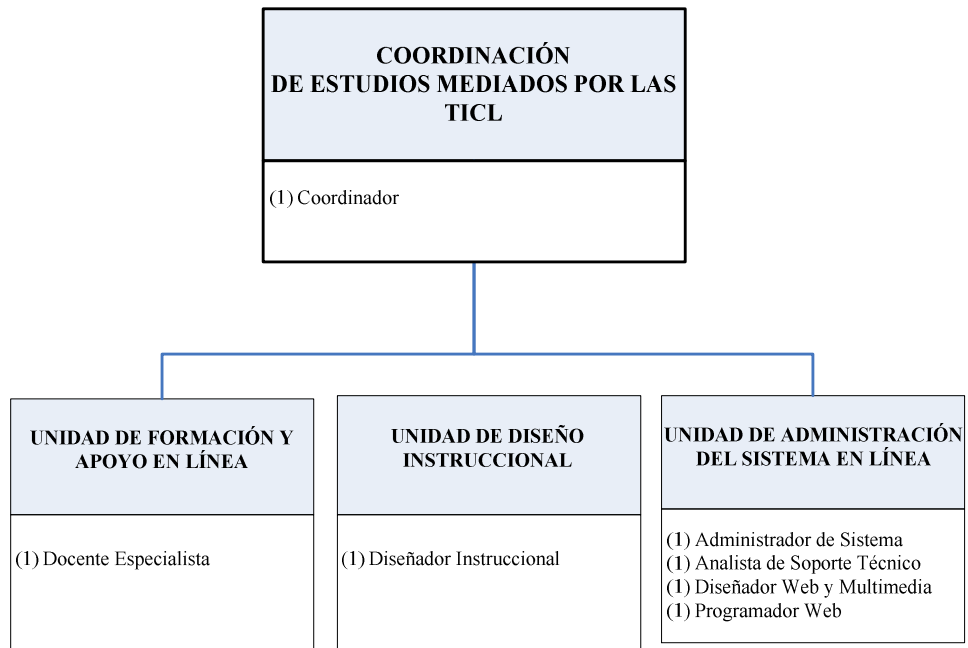 COORDINACIÓN
DE ESTUDIOS MEDIADOS POR LAS
TICL
(1) Coordinador
UNIDAD DE FORMACIÓN Y
APOYO EN LÍNEA
(1) Docente Especialista
UNIDAD DE DISEÑO
INSTRUCCIONAL
(1) Diseñador Instruccional
UNIDAD DE ADMINISTRACIÓN
DEL SISTEMA EN LÍNEA
(1) Administrador de Sistema
(1) Analista de Soporte Técnico
(1) Diseñador Web y Multimedia
(1) Programador Web